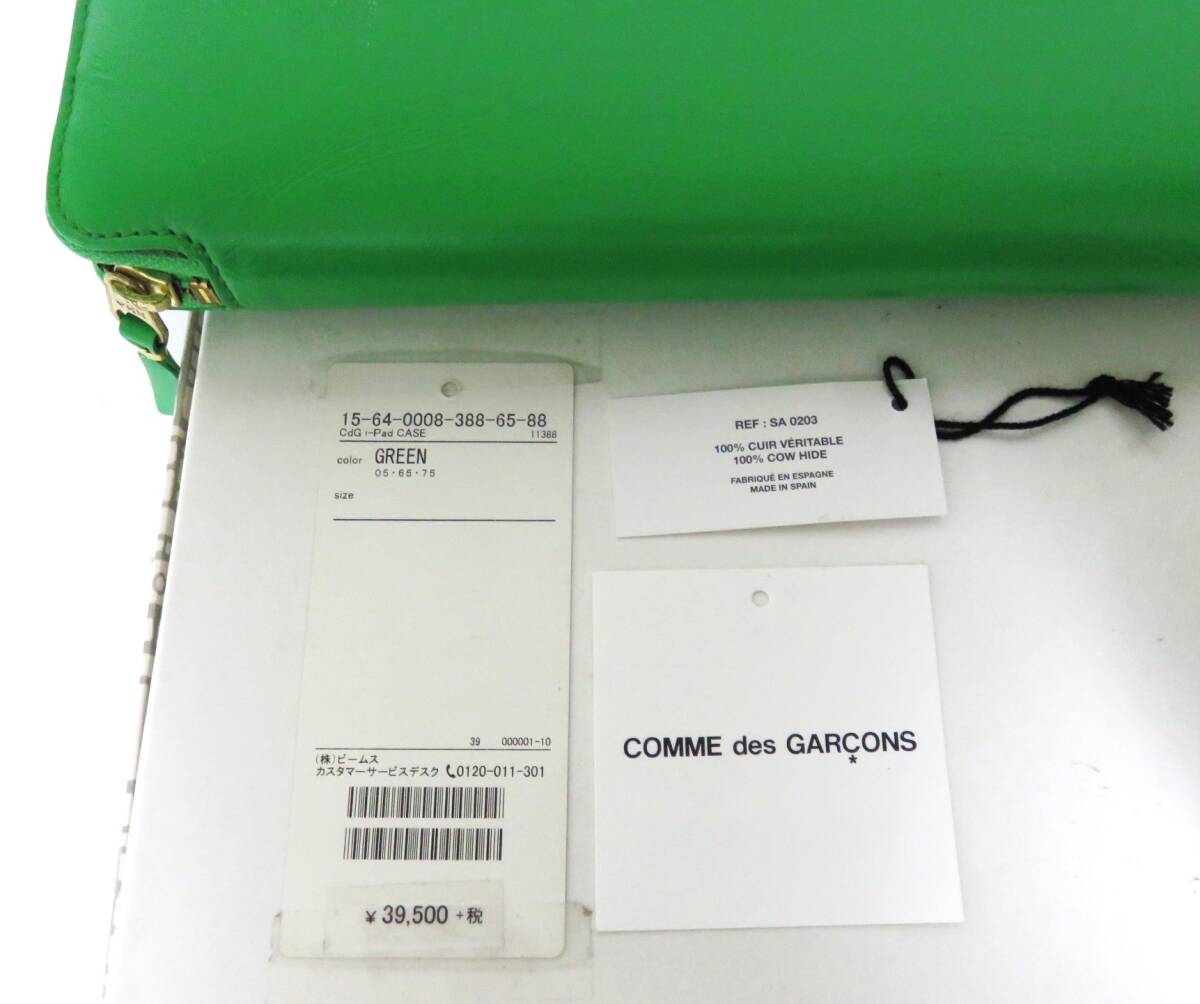 15-64-0008-388-65-88
CdG i-Pad CASE 11388
color GREEN
05・65・75
size
39 000001-10
(株)ビームス
カスタマーサービスデスク 0120-011-301
¥39,500 +税
REF : SA 0203
100% CUIR VÉRITABLE
100% COW HIDE
FABRIQUÉ EN ESPAGNE
MADE IN SPAIN
COMME des GARÇONS
*